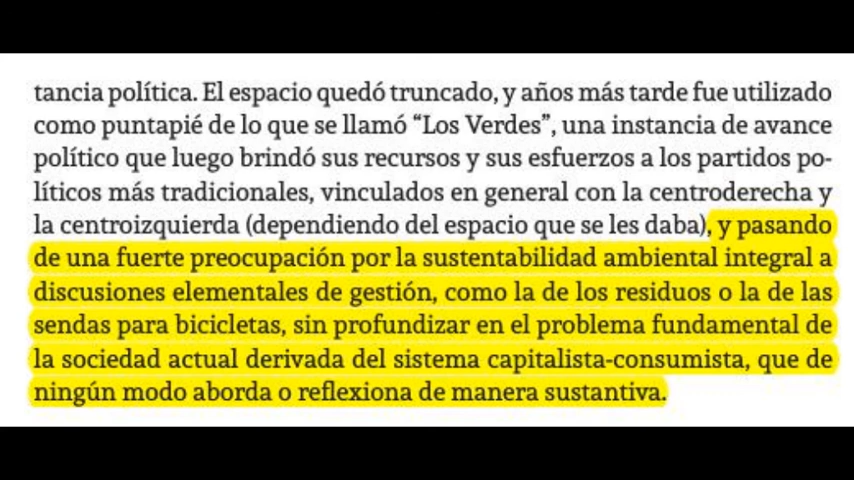 tancia política. El espacio quedó truncado, y años más tarde fue utilizado
como puntapié de lo que se llamó “Los Verdes”, una instancia de avance
político que luego brindó sus recursos y sus esfuerzos a los partidos po-
líticos más tradicionales, vinculados en general con la centroderecha y
la centroizquierda (dependiendo del espacio que se les daba), y pasando
de una fuerte preocupación por la sustentabilidad ambiental integral a
discusiones elementales de gestión, como la de los residuos o la de las
sendas para bicicletas, sin profundizar en el problema fundamental de
la sociedad actual derivada del sistema capitalista-consumista, que de
ningún modo aborda o reflexiona de manera sustantiva.